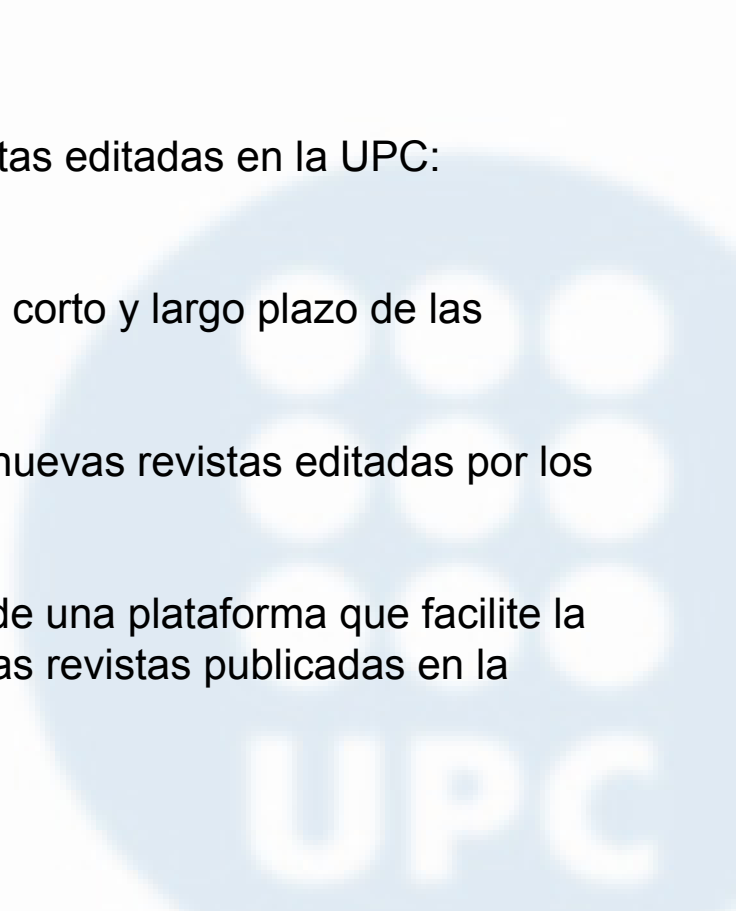 tas editadas en la UPC:
corto y largo plazo de las
nuevas revistas editadas por los
de una plataforma que facilite la
as revistas publicadas en la
UPC